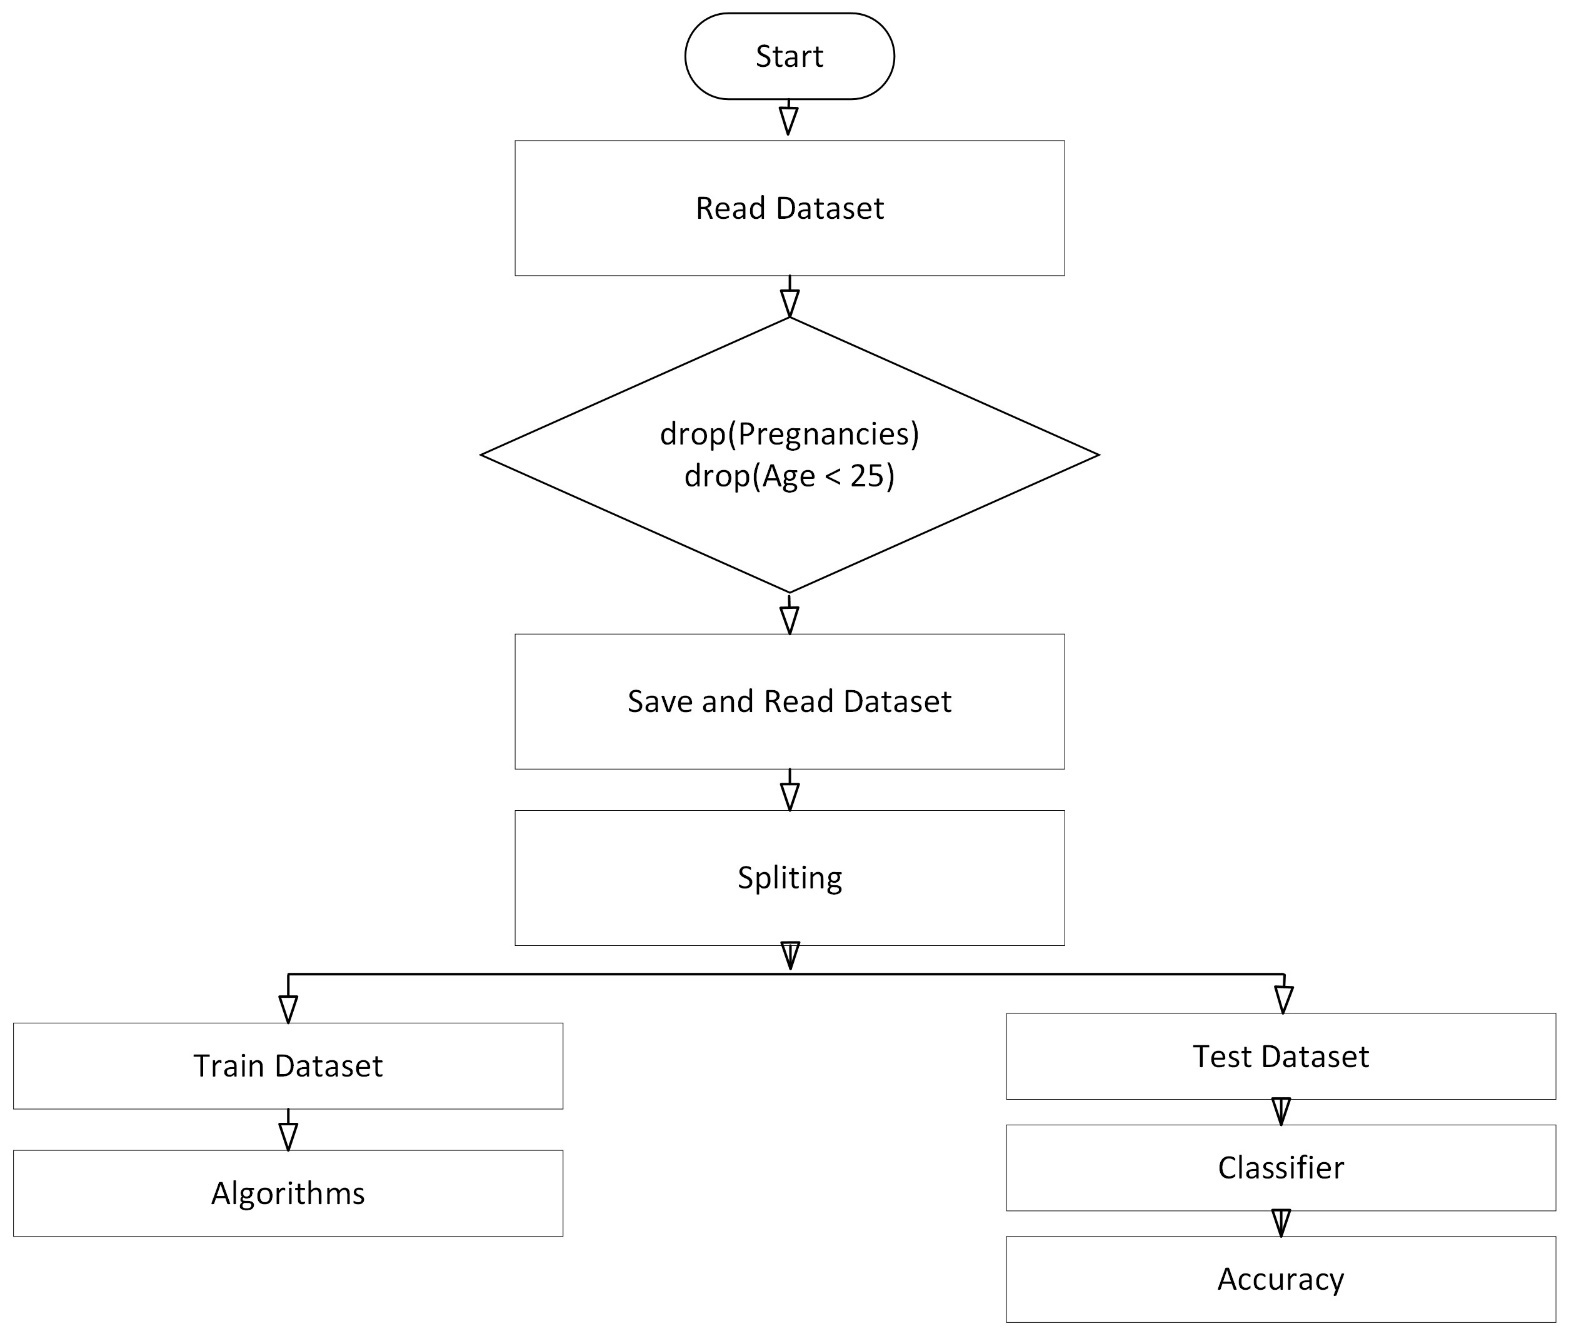 Start
Read Dataset
drop(Pregnancies)
drop(Age < 25)
Save and Read Dataset
Spliting
Train Dataset
Algorithms
Test Dataset
Classifier
Accuracy